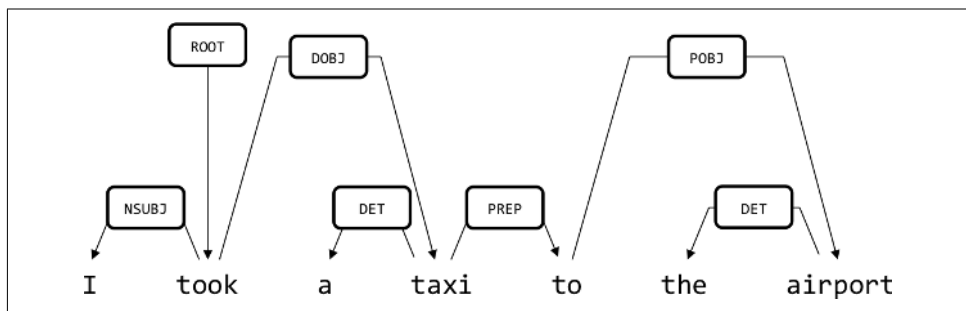 ROOT DOBJ POBJ
NSUBJ DET PREP DET
I took a taxi to the airport